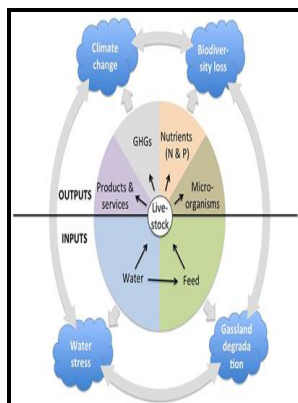 Climate
change
Biodiver-
sity loss
GHGs
Nutrients
(N & P)
Products &
services
Micro-
organisms
OUTPUTS
Live-
stock
INPUTS
Water
Feed
Water
stress
Gassland
degrada
tion